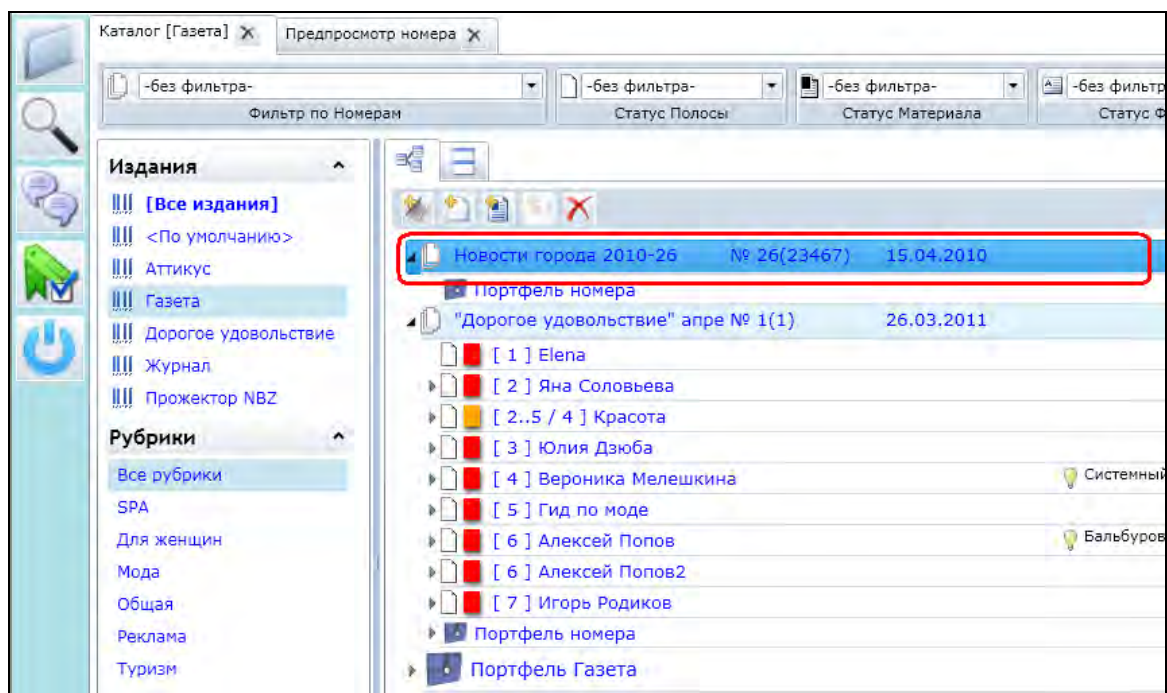 Каталог [Газета]
Предпросмотр номера
-без фильтра-
-без фильтра-
-без фильтра-
-без фильтр
Фильтр по Номерам
Статус Полосы
Статус Материала
Статус Ф
Издания
[Все издания]
<По умолчанию>
Аттикус
Газета
Дорогое удовольствие
Журнал
Прожектор NBZ
Рубрики
Все рубрики
SPA
Для женщин
Мода
Общая
Реклама
Туризм
Новости города 2010-26 № 26(23467) 15.04.2010
Портфель номера
"Дорогое удовольствие" апре № 1(1) 26.03.2011
[ 1 ] Elena
[ 2 ] Яна Соловьева
[ 2..5 / 4 ] Красота
[ 3 ] Юлия Дзюба
[ 4 ] Вероника Мелешкина Системный
[ 5 ] Гид по моде
[ 6 ] Алексей Попов Бальбуров
[ 6 ] Алексей Попов2
[ 7 ] Игорь Родиков
Портфель номера
Портфель Газета